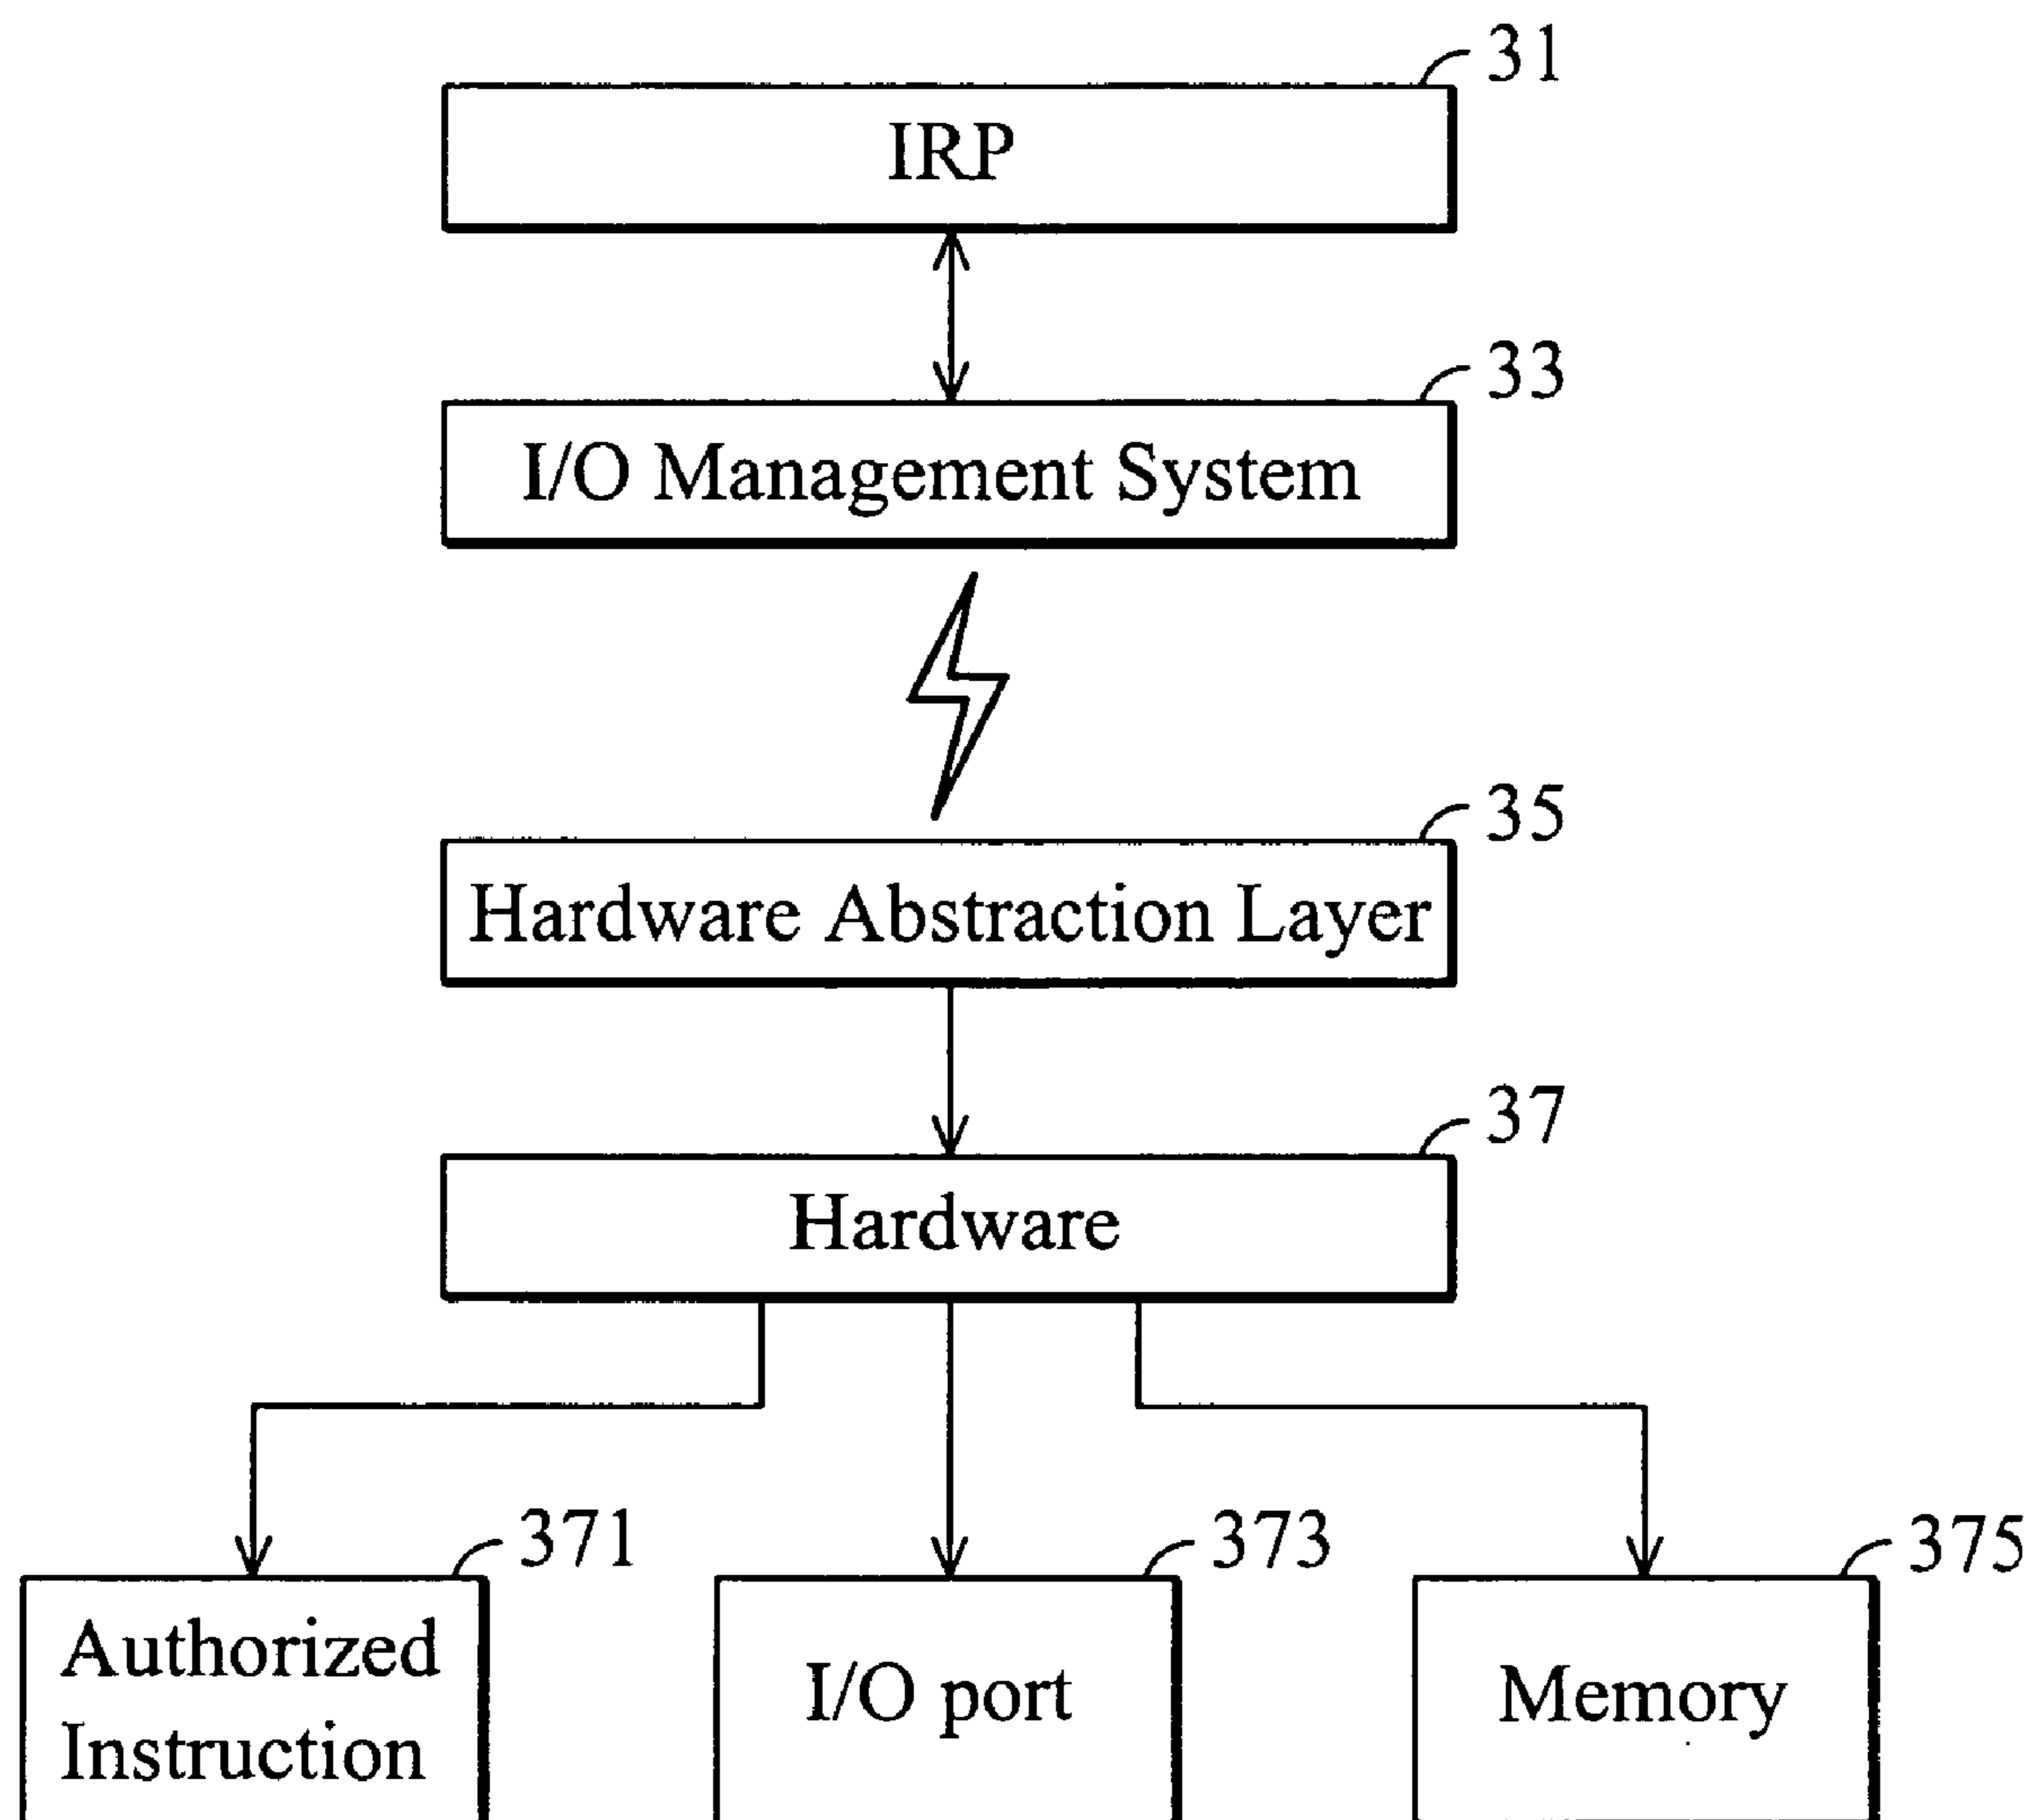 31
IRP
33
I/O Management System
35
Hardware Abstraction Layer
37
Hardware
371
373
375
Authorized
Instruction
I/O port
Memory